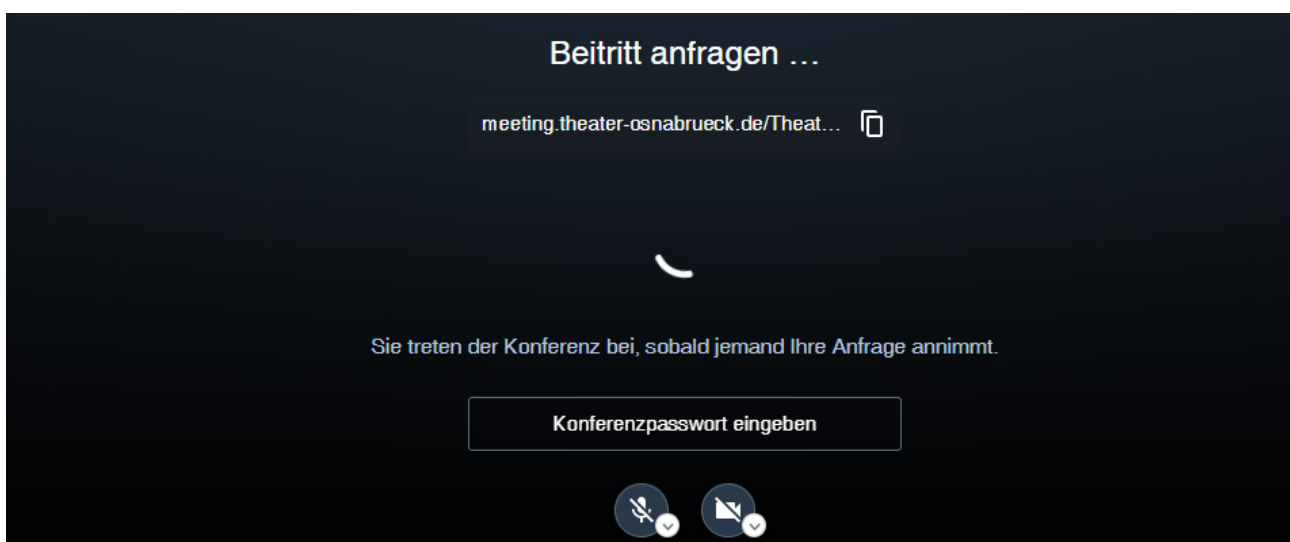 Beitritt anfragen …
meeting.theater-osnabrueck.de/Theat…
Sie treten der Konferenz bei, sobald jemand Ihre Anfrage annimmt.
Konferenzpasswort eingeben